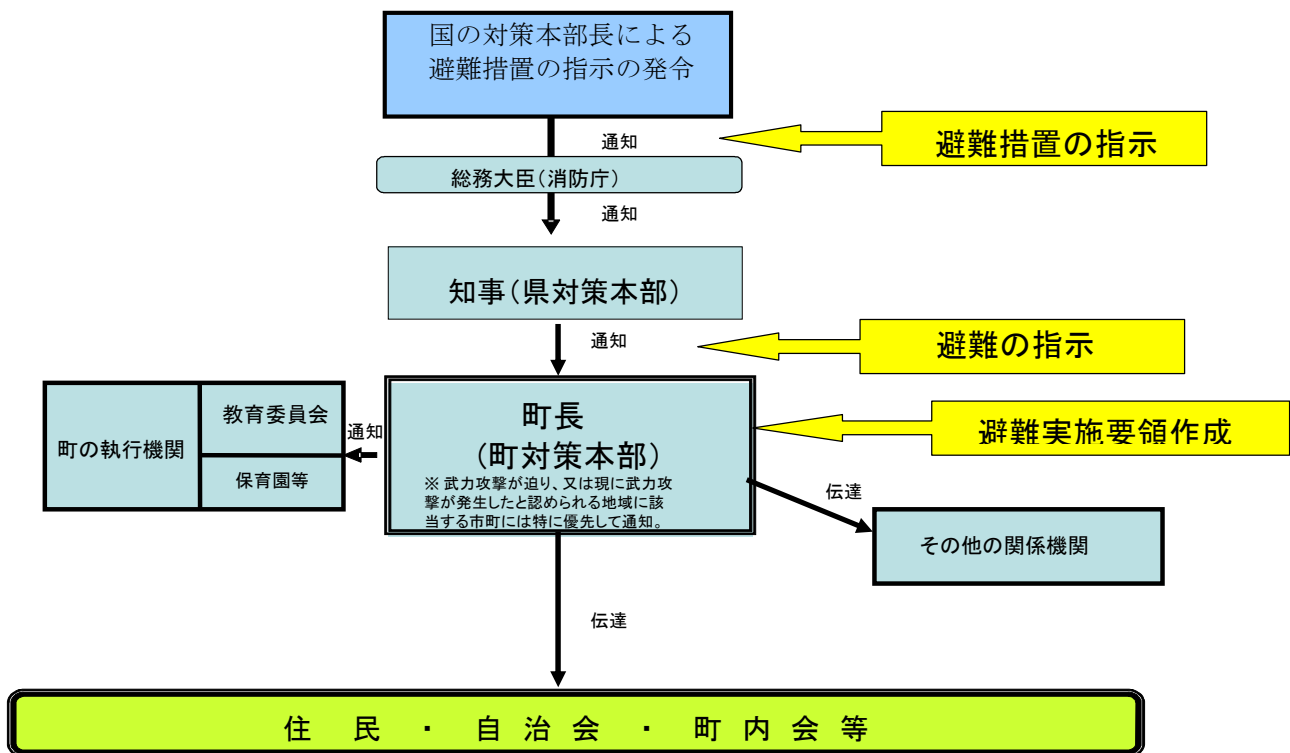 国の対策本部長による
避難措置の指示の発令
通知
避難措置の指示
総務大臣(消防庁)
通知
知事(県対策本部)
通知
避難の指示
町長
(町対策本部)
※ 武力攻撃が迫り、又は現に武力攻
撃が発生したと認められる地域に該
当する市町には特に優先して通知。
避難実施要領作成
通知
町の執行機関
教育委員会
保育園等
伝達
その他の関係機関
伝達
住 民 ・ 自 治 会 ・ 町 内 会 等